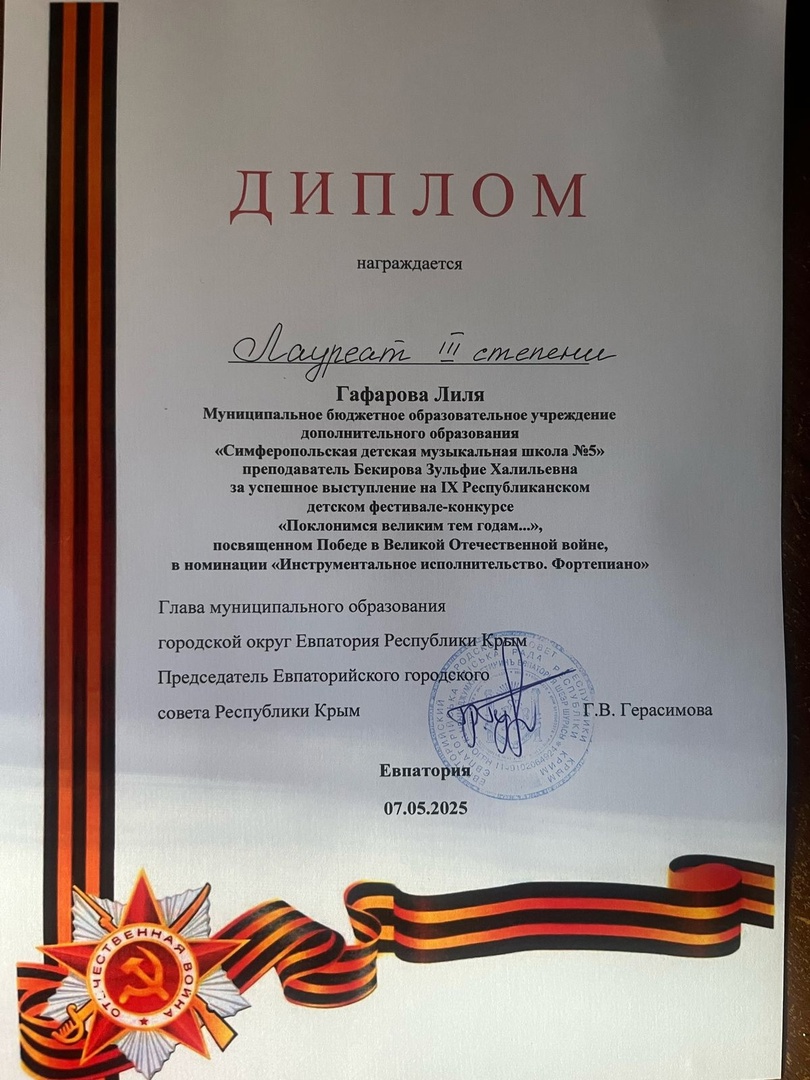 ДИПЛОМ
награждается
Лауреат III степени
Гафарова Лиля
Муниципальное бюджетное образовательное учреждение
дополнительного образования
«Симферопольская детская музыкальная школа №5»
преподаватель Бекирова Зульфие Халильевна
за успешное выступление на IX Республиканском
детском фестивале-конкурсе
«Поклонимся великим тем годам...»,
посвященном Победе в Великой Отечественной войне,
в номинации «Инструментальное исполнительство. Фортепиано»
Глава муниципального образования
городской округ Евпатория Республики Крым
Председатель Евпаторийского городского
совета Республики Крым
Г.В. Герасимова
Евпатория
07.05.2025
ОТЕЧЕСТВЕННАЯ ВОЙНА